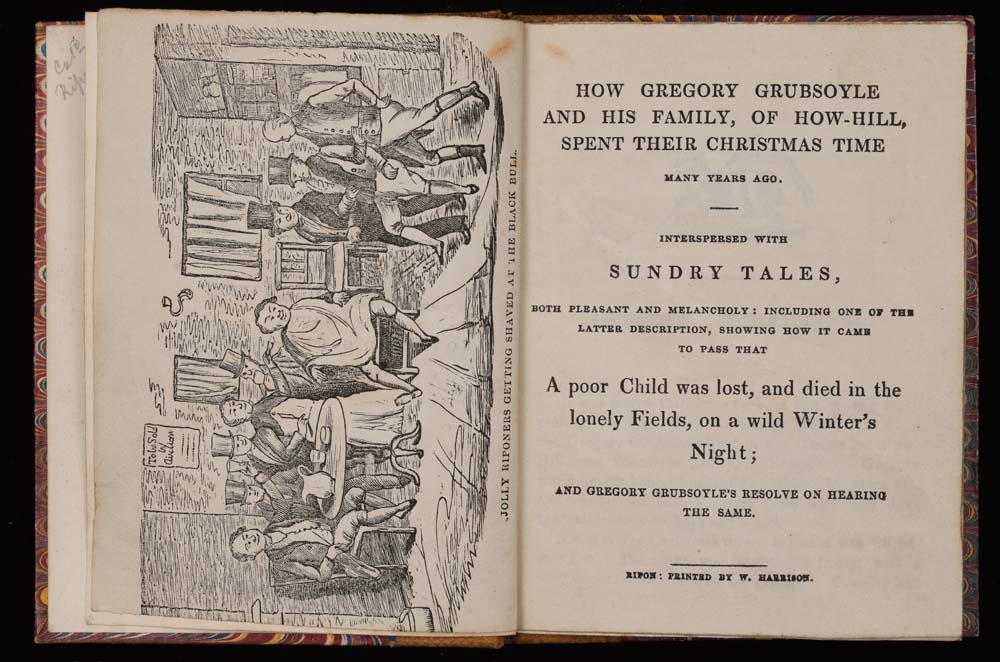 To be Sold
by
Auction
JOLLY RIPONERS GETTING SHAVED AT THE BLACK BULL.
HOW GREGORY GRUBSOYLE
AND HIS FAMILY, OF HOW-HILL,
SPENT THEIR CHRISTMAS TIME
MANY YEARS AGO.
INTERSPERSED WITH
SUNDRY TALES,
BOTH PLEASANT AND MELANCHOLY: INCLUDING ONE OF THE
LATTER DESCRIPTION, SHOWING HOW IT CAME
TO PASS THAT
A poor Child was lost, and died in the
lonely Fields, on a wild Winter's
Night;
AND GREGORY GRUBSOYLE'S RESOLVE ON HEARING
THE SAME.
RIPON: PRINTED BY W. HARRISON.